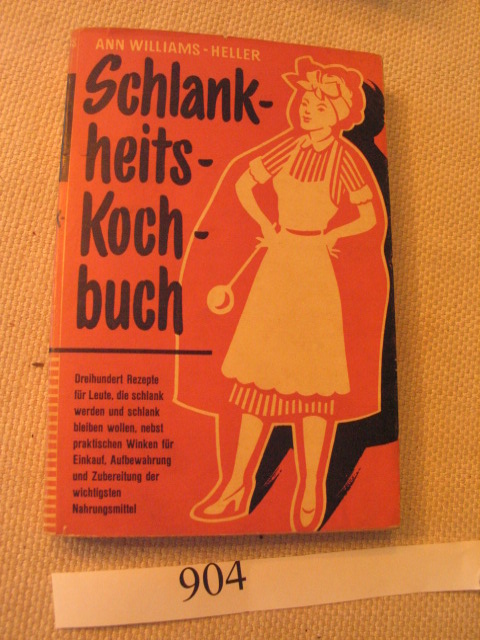 ANN WILLIAMS-HELLER
Schlank-
heits-
Koch-
buch
Dreihundert Rezepte
für Leute, die schlank
werden und schlank
bleiben wollen, nebst
praktischen Winken für
Einkauf, Aufbewahrung
und Zubereitung der
wichtigsten
Nahrungsmittel
904